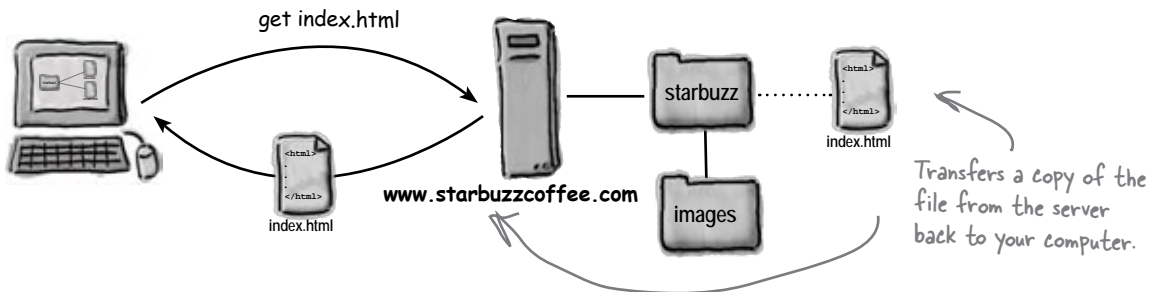 get index.html
starbuzz
<html>
.
.
.
</html>
index.html
<html>
.
.
.
</html>
index.html
www.starbuzzcoffee.com
images
Transfers a copy of the
file from the server
back to your computer.